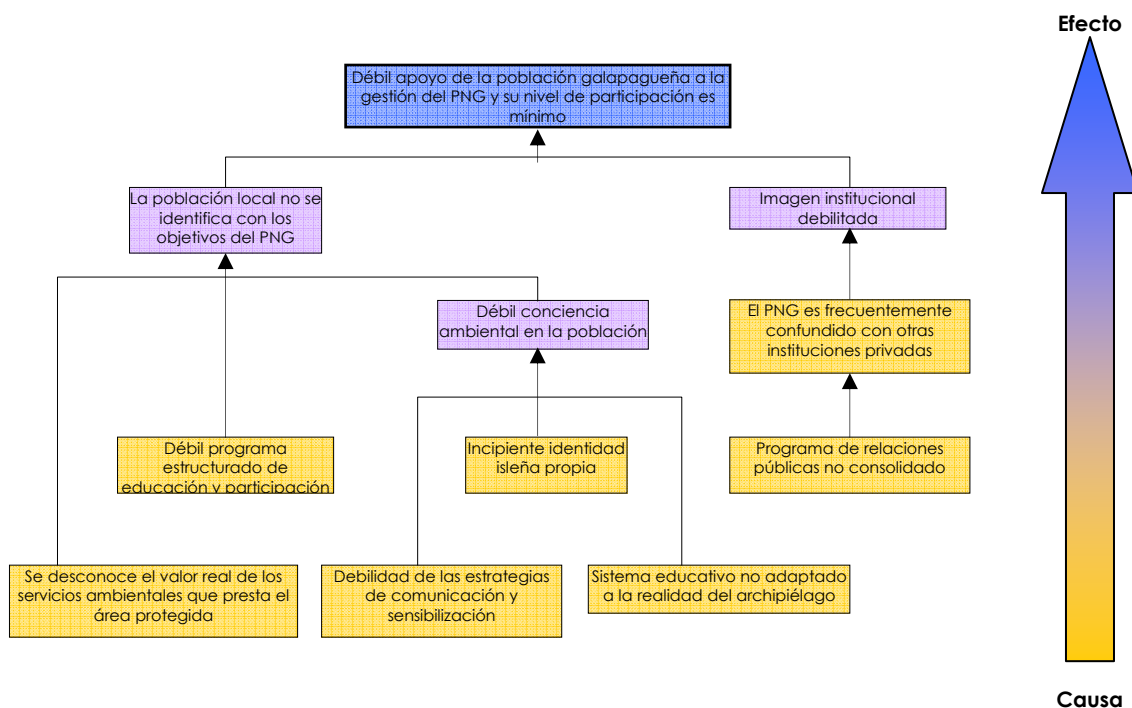 Efecto
Débil apoyo de la población galapagueña a la
gestión del PNG y su nivel de participación es
mínimo
La población local no se
identifica con los
objetivos del PNG
Imagen institucional
debilitada
Débil conciencia
ambiental en la población
El PNG es frecuentemente
confundido con otras
instituciones privadas
Débil programa
estructurado de
educación y participación
Incipiente identidad
isleña propia
Programa de relaciones
públicas no consolidado
Se desconoce el valor real de los
servicios ambientales que presta el
área protegida
Debilidad de las estrategias
de comunicación y
sensibilización
Sistema educativo no adaptado
a la realidad del archipiélago
Causa